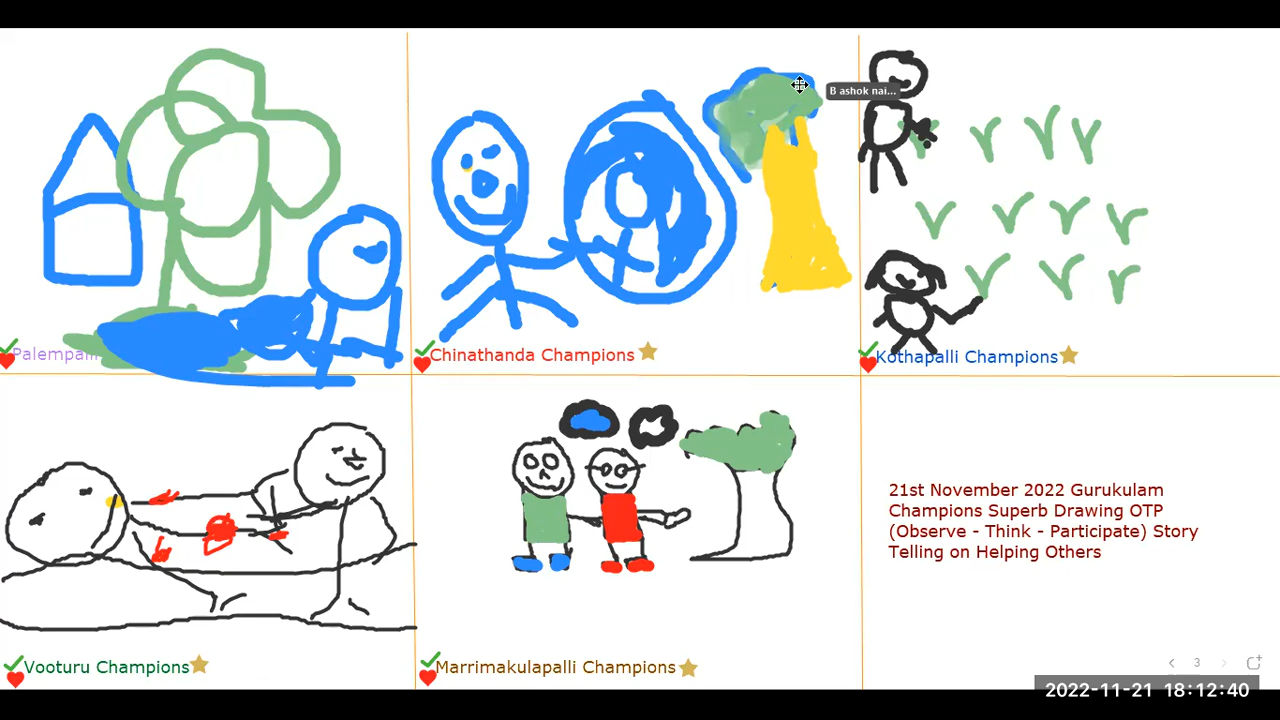 B ashok nai...
Palempalli
Chinathanda Champions
Kothapalli Champions
Vooturu Champions
Marrimakulapalli Champions
21st November 2022 Gurukulam
Champions Superb Drawing OTP
(Observe - Think - Participate) Story
Telling on Helping Others
3
2022-11-21 18:12:40